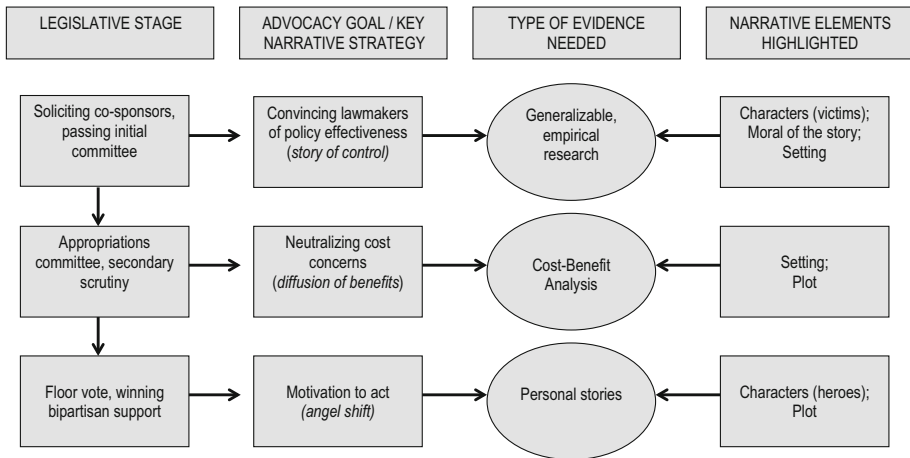 LEGISLATIVE STAGE
ADVOCACY GOAL / KEY
NARRATIVE STRATEGY
TYPE OF EVIDENCE
NEEDED
NARRATIVE ELEMENTS
HIGHLIGHTED
Soliciting co-sponsors,
passing initial
committee
Convincing lawmakers
of policy effectiveness
(story of control)
Generalizable,
empirical
research
Characters (victims);
Moral of the story;
Setting
Appropriations
committee, secondary
scrutiny
Neutralizing cost
concerns
(diffusion of benefits)
Cost-Benefit
Analysis
Setting;
Plot
Floor vote, winning
bipartisan support
Motivation to act
(angel shift)
Personal stories
Characters (heroes);
Plot